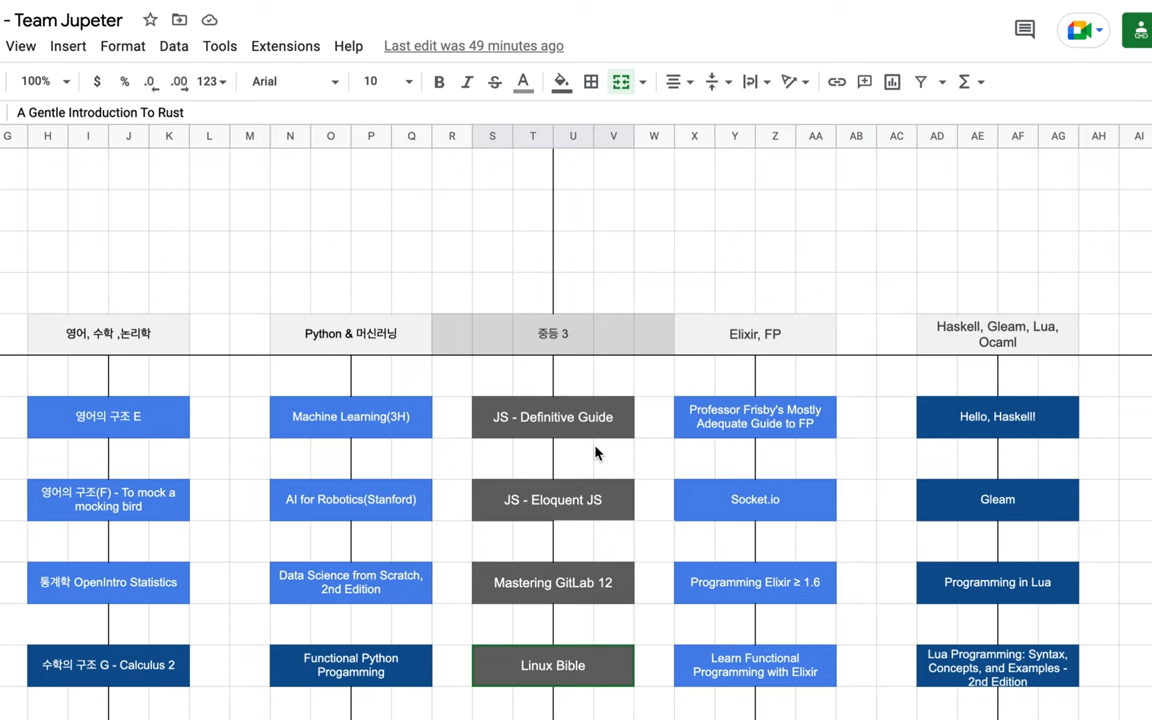 - Team Jupeter
View Insert Format Data Tools Extensions Help Last edit was 49 minutes ago
100% $ % .0 .00 123 Arial 10 B I S A
A Gentle Introduction To Rust
G H I J K L M N O P Q R S T U V W X Y Z AA AB AC AD AE AF AG AH AI
영어, 수학 ,논리학
Python & 머신러닝
중등 3
Elixir, FP
Haskell, Gleam, Lua,
Ocaml
영어의 구조 E
Machine Learning(3H)
JS - Definitive Guide
Professor Frisby's Mostly
Adequate Guide to FP
Hello, Haskell!
영어의 구조(F) - To mock a
mocking bird
AI for Robotics(Stanford)
JS - Eloquent JS
Socket.io
Gleam
통계학 OpenIntro Statistics
Data Science from Scratch,
2nd Edition
Mastering GitLab 12
Programming Elixir ≥ 1.6
Programming in Lua
수학의 구조 G - Calculus 2
Functional Python
Progamming
Linux Bible
Learn Functional
Programming with Elixir
Lua Programming: Syntax,
Concepts, and Examples -
2nd Edition